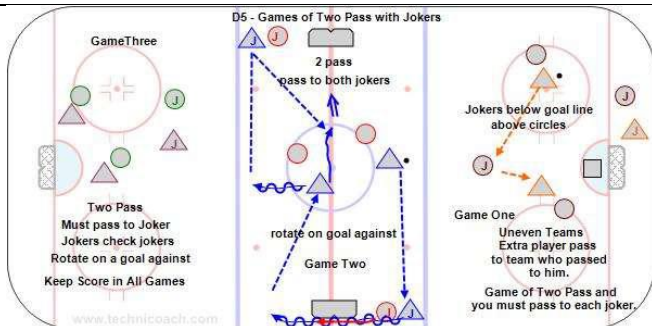 D5 - Games of Two Pass with Jokers
GameThree
J
J
Two Pass
Must pass to Joker
Jokers check jokers
Rotate on a goal against
Keep Score in All Games
www.technicoach.com
J
J
2 pass
pass to both jokers
rotate on goal against
Game Two
J
J
Jokers below goal line
above circles
J
J
J
Game One
Uneven Teams
Extra player pass
to team who passed
to him.
Game of Two Pass and
you must pass to each joker.